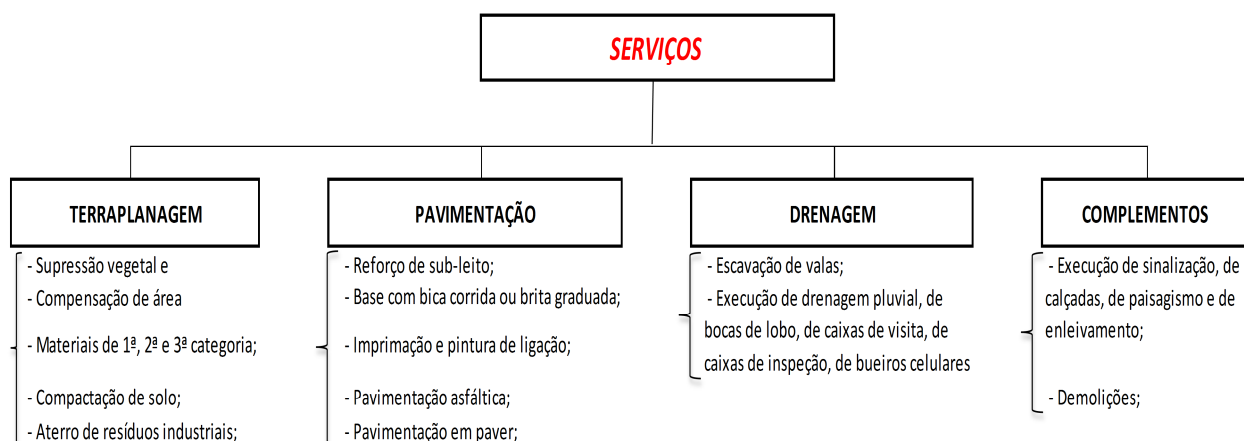 SERVIÇOS
TERRAPLANAGEM
- Supressão vegetal e
- Compensação de área
- Materiais de 1ª, 2ª e 3ª categoria;
- Compactação de solo;
- Aterro de resíduos industriais;
PAVIMENTAÇÃO
- Reforço de sub-leito;
- Base com bica corrida ou brita graduada;
- Imprimação e pintura de ligação;
- Pavimentação asfáltica;
- Pavimentação em paver;
DRENAGEM
- Escavação de valas;
- Execução de drenagem pluvial, de
bocas de lobo, de caixas de visita, de
caixas de inspeção, de bueiros celulares
COMPLEMENTOS
- Execução de sinalização, de
calçadas, de paisagismo e de
enleivamento;
- Demolições;